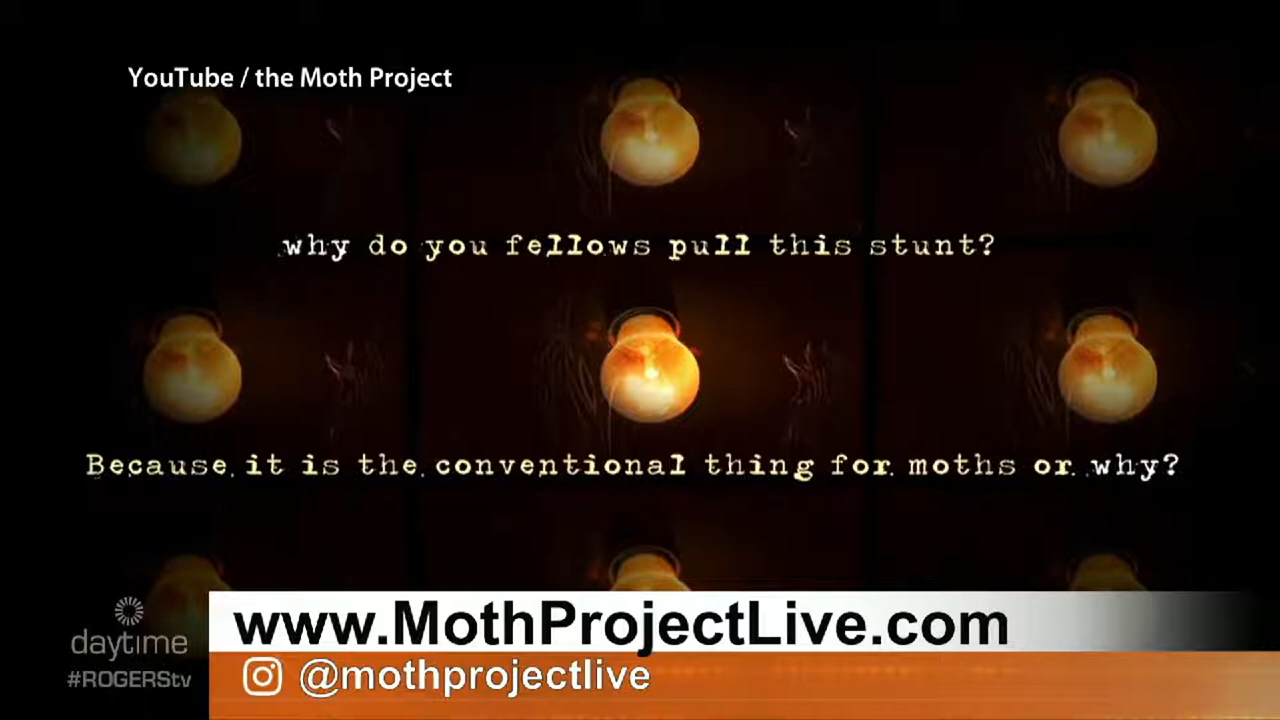 YouTube / the Moth Project
why do you fellows pull this stunt?
Because it is the conventional thing for moths or why?
www.MothProjectLive.com
@mothprojectlive
daytime
#ROGERStv